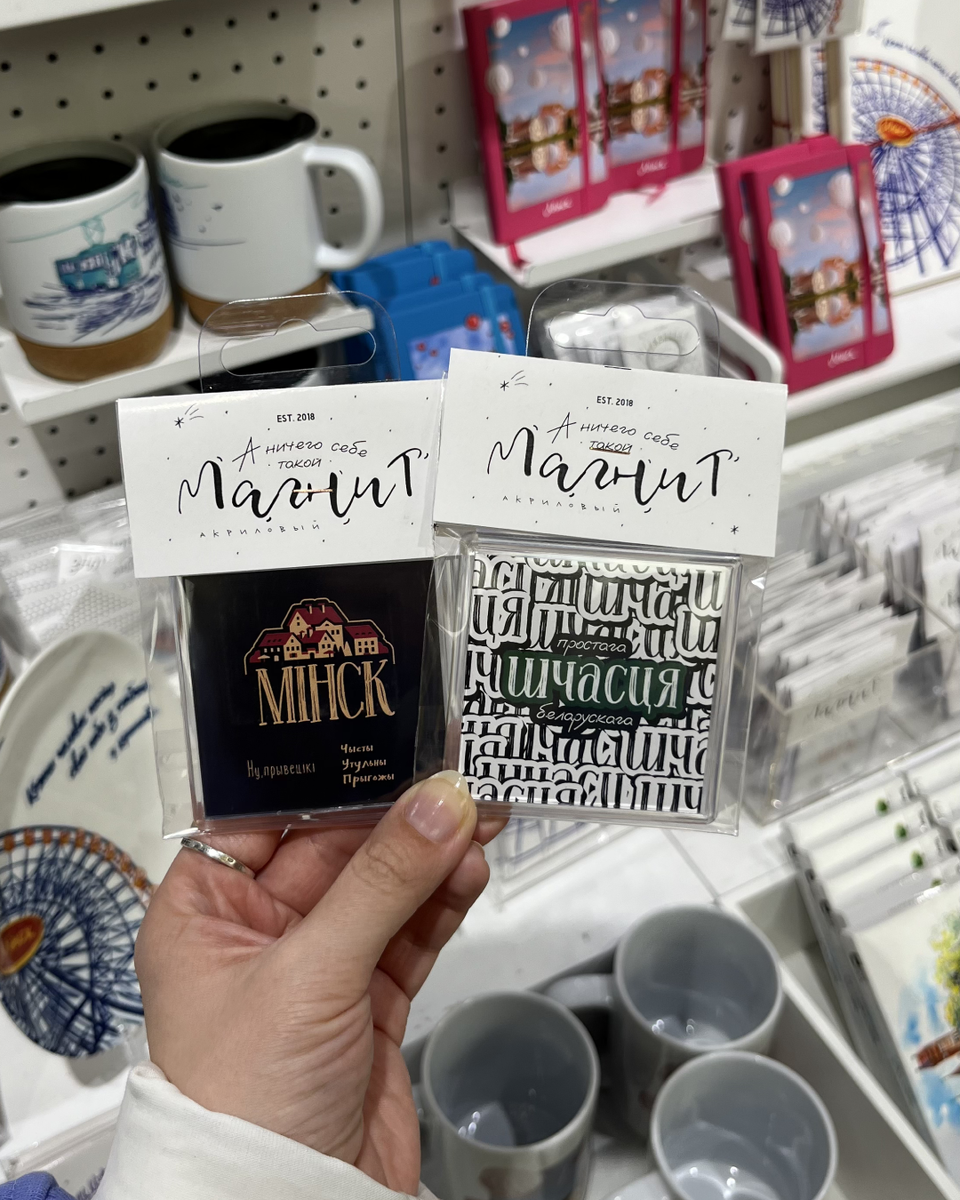 EST. 2018
А ничего себе
такой
МагниТ
АКРИЛОВЫЙ
МІНСК
Ну, прывецікі
Чысты
Утульны
Прыгожы
EST. 2018
А ничего себе
такой
МагниТ
АКРИЛОВЫЙ
простага
шчасця
беларускага